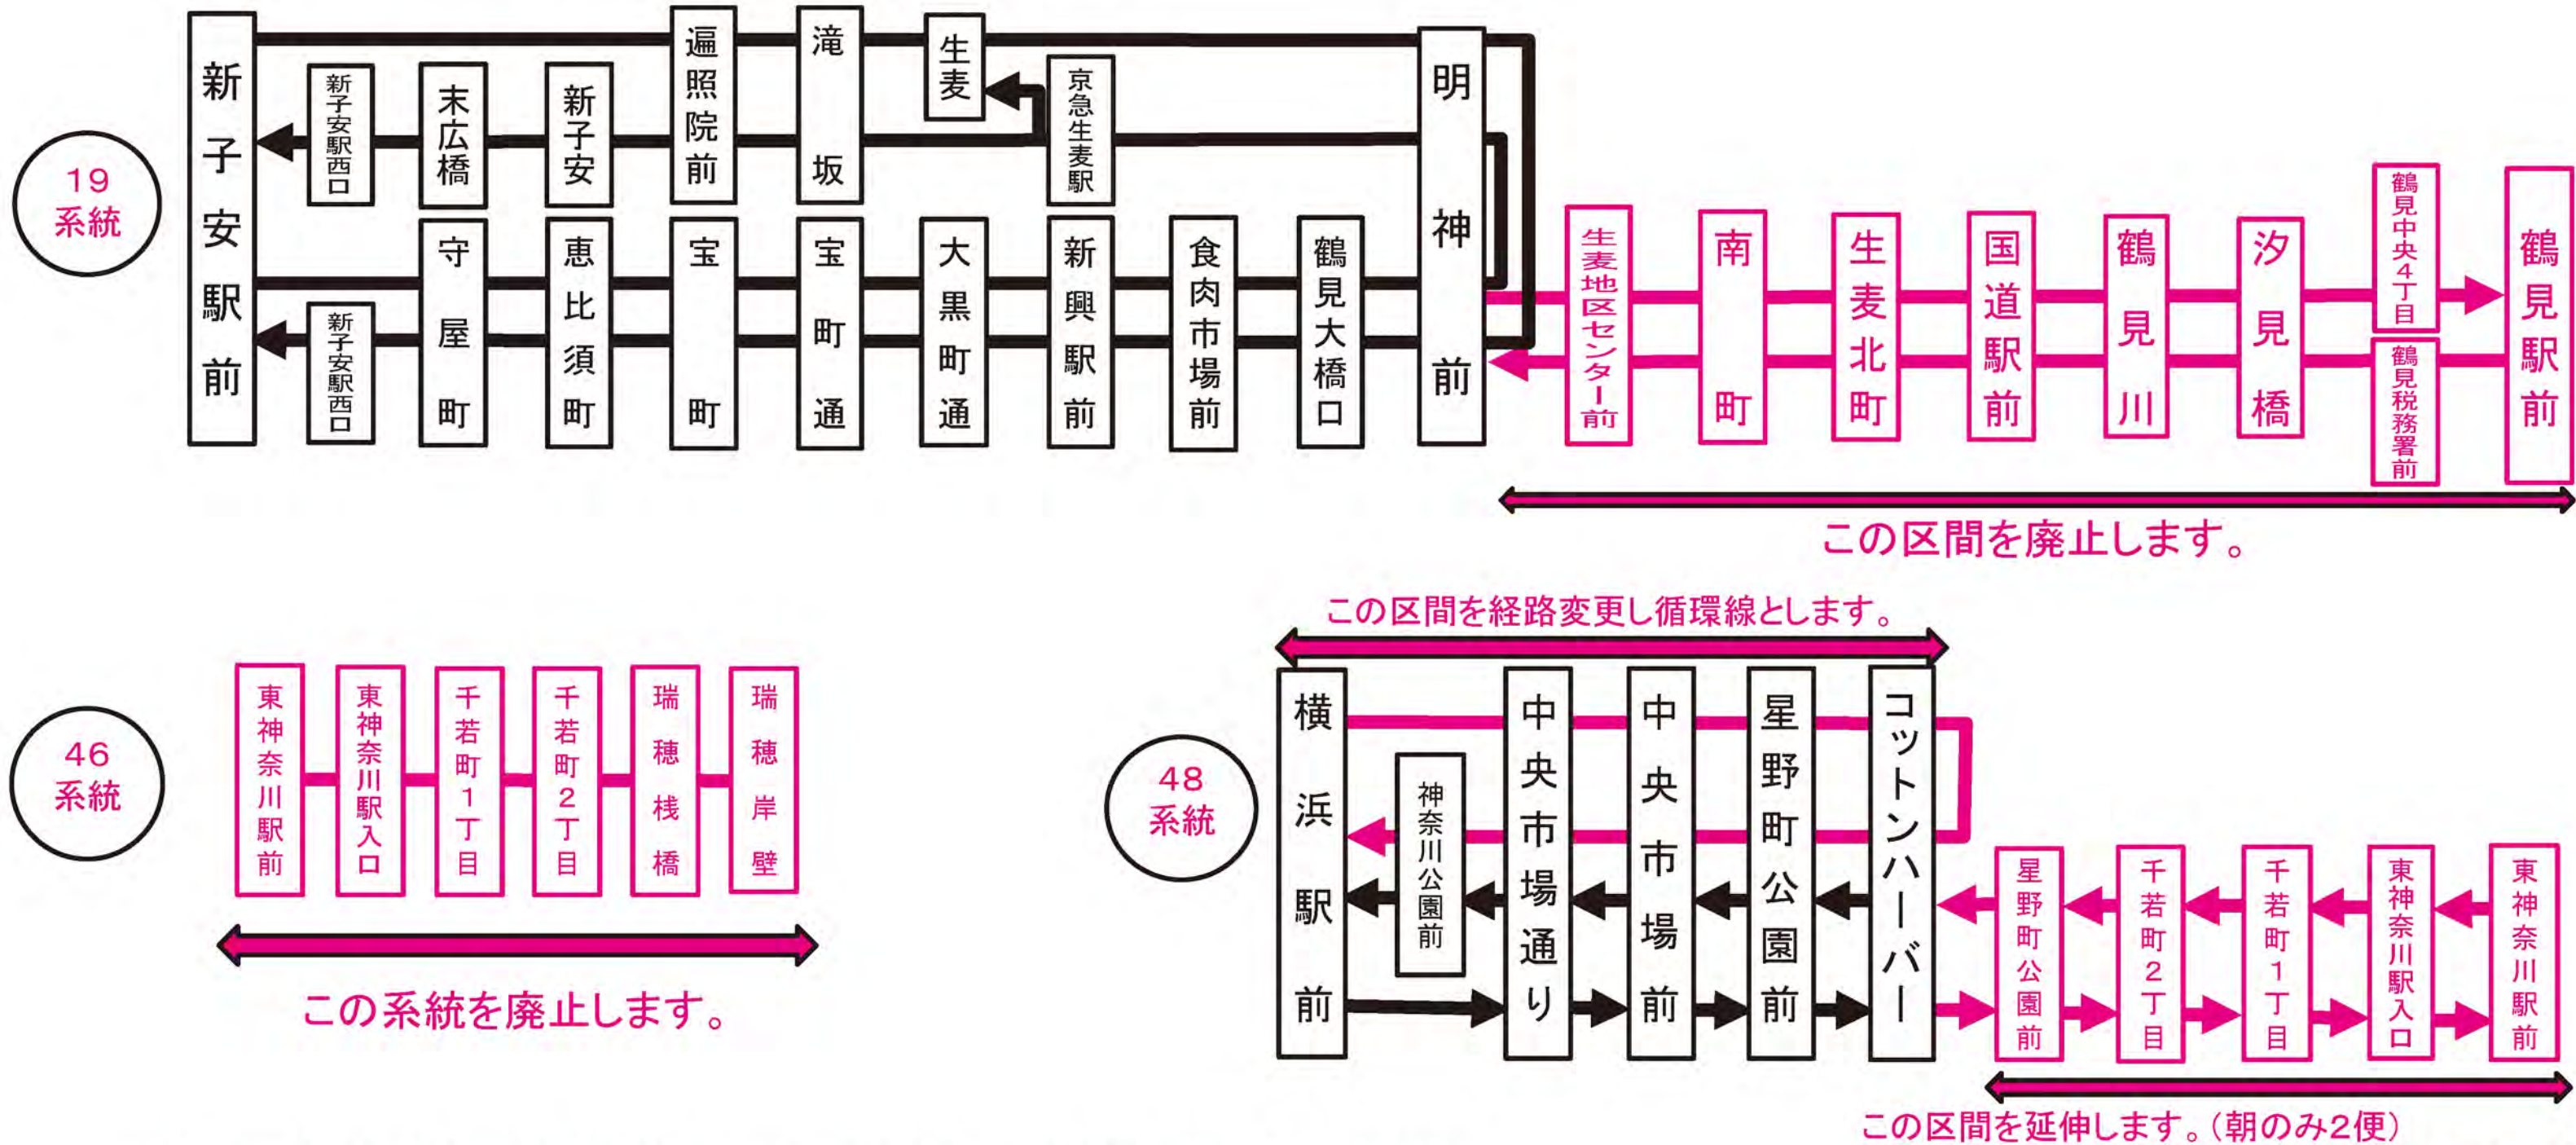 19
系統
新子安駅前
新子安駅西口
末広橋
新子安
遍照院前
滝坂
生麦
京急生麦駅
明神前
新子安駅西口
守屋町
恵比須町
宝町
宝町通
大黒町通
新興駅前
食肉市場前
鶴見大橋口
生麦地区センター前
南町
生麦北町
国道駅前
鶴見川
汐見橋
鶴見中央4丁目
鶴見税務署前
鶴見駅前
この区間を廃止します。
46
系統
東神奈川駅前
東神奈川駅入口
千若町1丁目
千若町2丁目
瑞穂桟橋
瑞穂岸壁
この系統を廃止します。
48
系統
この区間を経路変更し循環線とします。
横浜駅前
神奈川公園前
中央市場通り
中央市場前
星野町公園前
コットンハーバー
星野町公園前
千若町2丁目
千若町1丁目
東神奈川駅入口
東神奈川駅前
この区間を延伸します。(朝のみ2便)